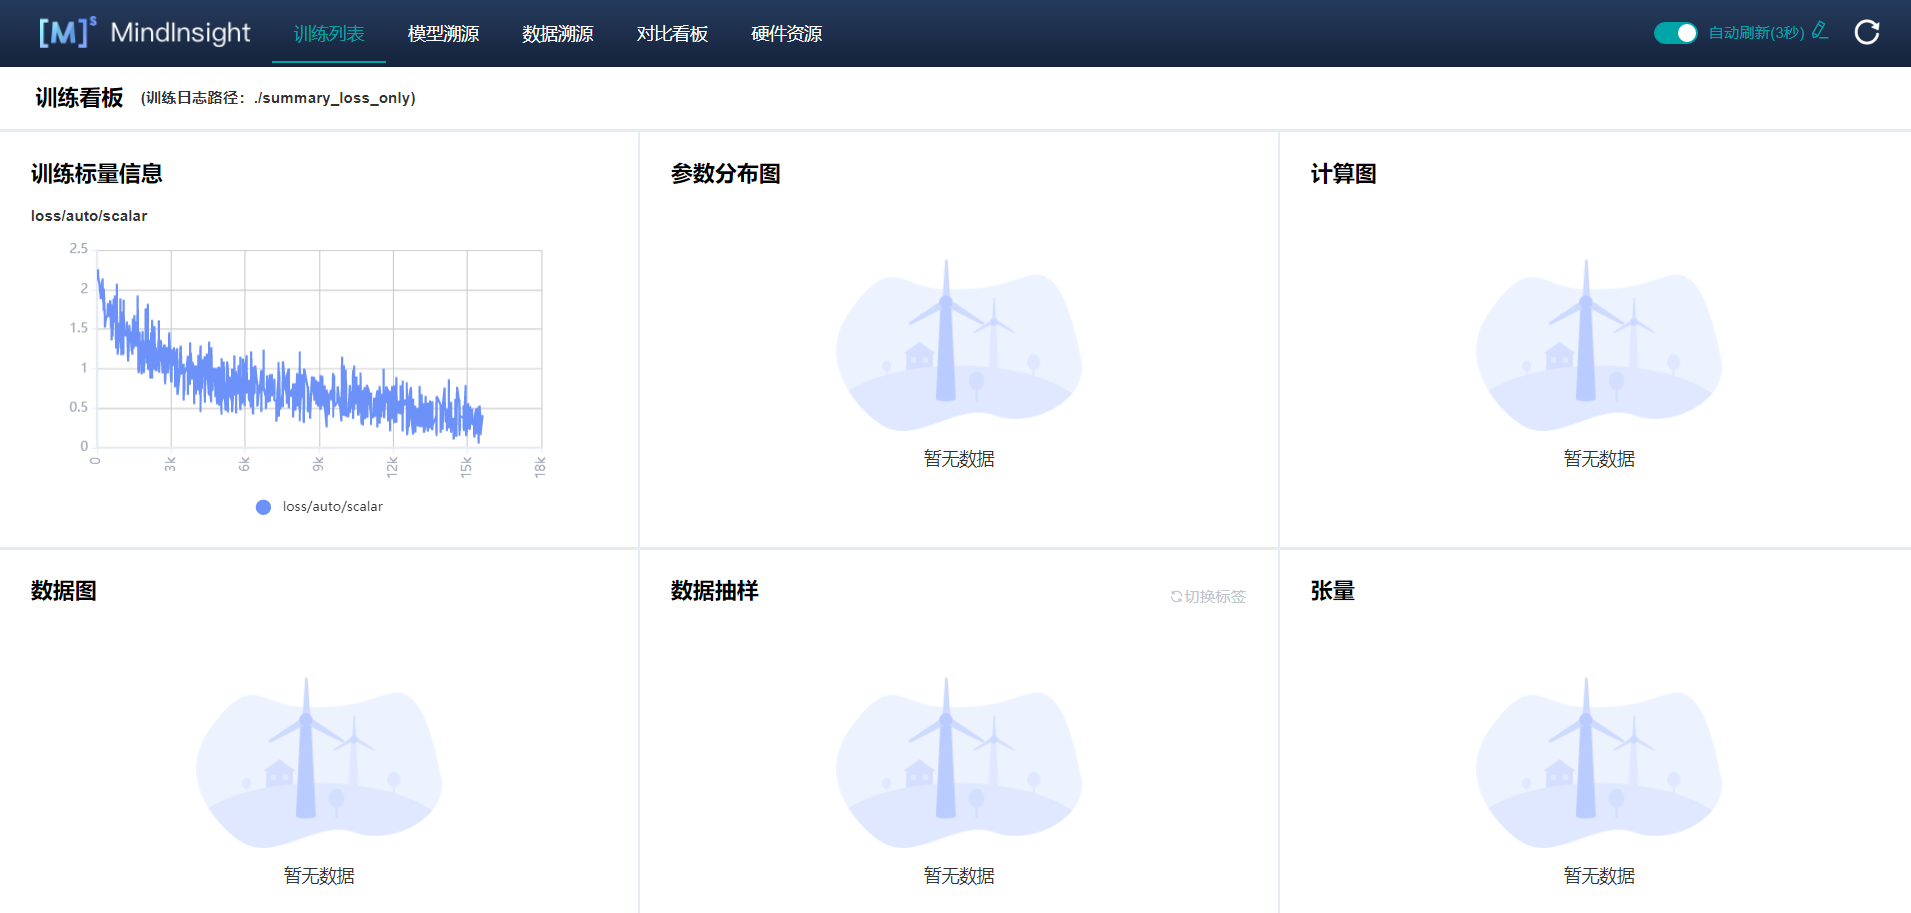 [M]s MindInsight 训练列表 模型溯源 数据溯源 对比看板 硬件资源 自动刷新(3秒)
训练看板 (训练日志路径：./summary_loss_only)
训练标量信息 参数分布图 计算图
loss/auto/scalar
2.5
2
1.5
1
0.5
0
0 3k 6k 9k 12k 15k 18k
loss/auto/scalar
暂无数据 暂无数据
数据图 数据抽样 切换标签 张量
暂无数据 暂无数据 暂无数据